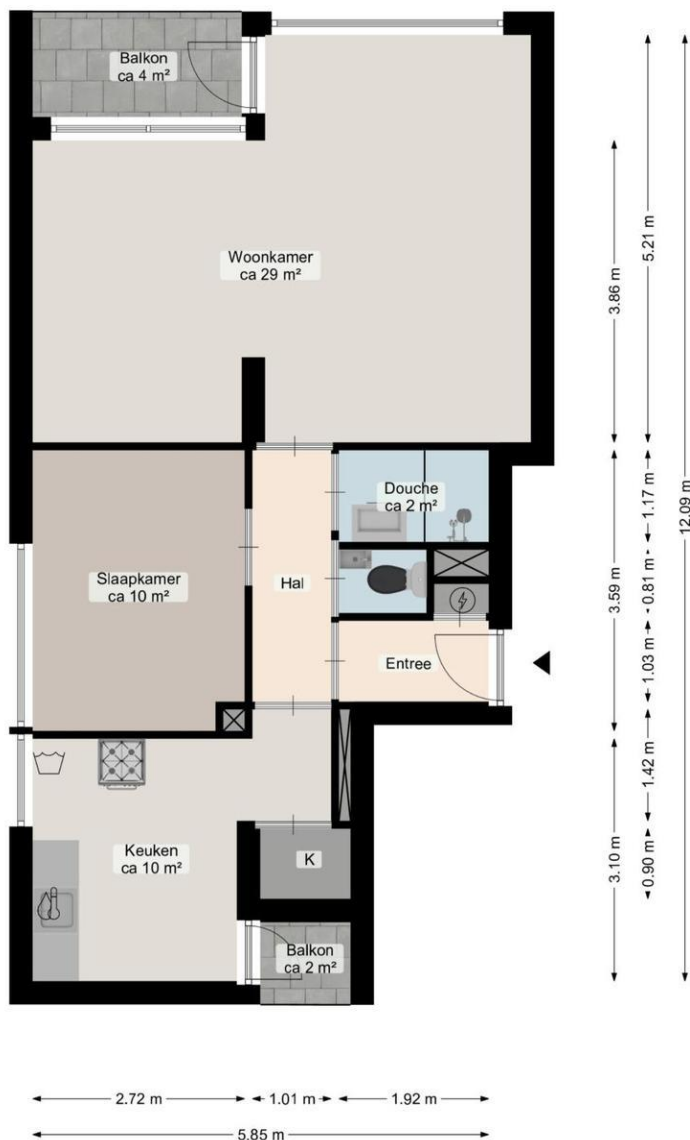 Balkon
ca 4 m²
Woonkamer
ca 29 m²
5.21 m
3.86 m
12.09 m
Douche
ca 2 m²
1.17 m
Slaapkamer
ca 10 m²
Hal
0.81 m
3.59 m
Entree
1.03 m
1.42 m
Keuken
ca 10 m²
K
3.10 m
0.90 m
Balkon
ca 2 m²
2.72 m
1.01 m
1.92 m
5.85 m